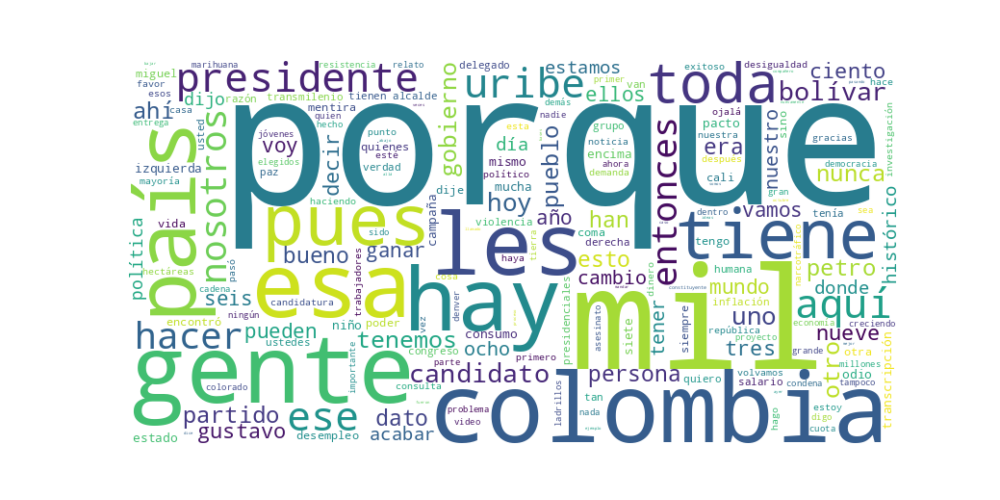 porque
mil
colombia
gente
hay
país
les
esa
tiene
pues
toda
presidente
uribe
aquí
hacer
nosotros
entonces
candidato
bolívar
ese
otro
petro
gobierno
pueblo
histórico
partido
gustavo
tenemos
persona
nunca
ciento
ellos
estamos
era
nuestro
vamos
mundo
uno
tres
nueve
donde
esto
cambio
han
año
hoy
día
bueno
ganar
decir
voy
ahí
dijo
seis
pueden
ocho
dato
acabar
tener
política
izquierda
miguel
marihuana
resistencia
relato
delegado
desigualdad
exitoso
primer
van
hace
favor
esos
razón
transmilenio
tienen
alcalde
casa
entrega
usted
mentira
quien
hecho
punto
jóvenes
quienes
esté
elegidos
paz
verdad
mayoría
haciendo
dije
mismo
político
mucha
esta
nadie
demás
grupo
noticia
encima
ahora
demanda
pacto
nuestra
después
ojalá
sino
gracias
cali
democracia
gran
investigación
vida
sido
campaña
violencia
coma
derecha
dentro
tengo
tenía
sea
hectáreas
pasó
cadena
ningún
trabajadores
cosa
haya
tierra
humana
dinero
narcotráfico
inflación
encontró
candidatura
niño
poder
ustedes
vez
denver
consumo
congreso
primero
parte
presidenciales
asesinato
siete
siempre
república
proyecto
constituyente
economía
creciendo
grande
otra
millones
volvamos
salario
odio
condena
tampoco
quiero
colorado
importante
consulta
estado
desempleo
problema
video
ladrillos
tan
nada
hago
estoy
digo
cuota
transcripción